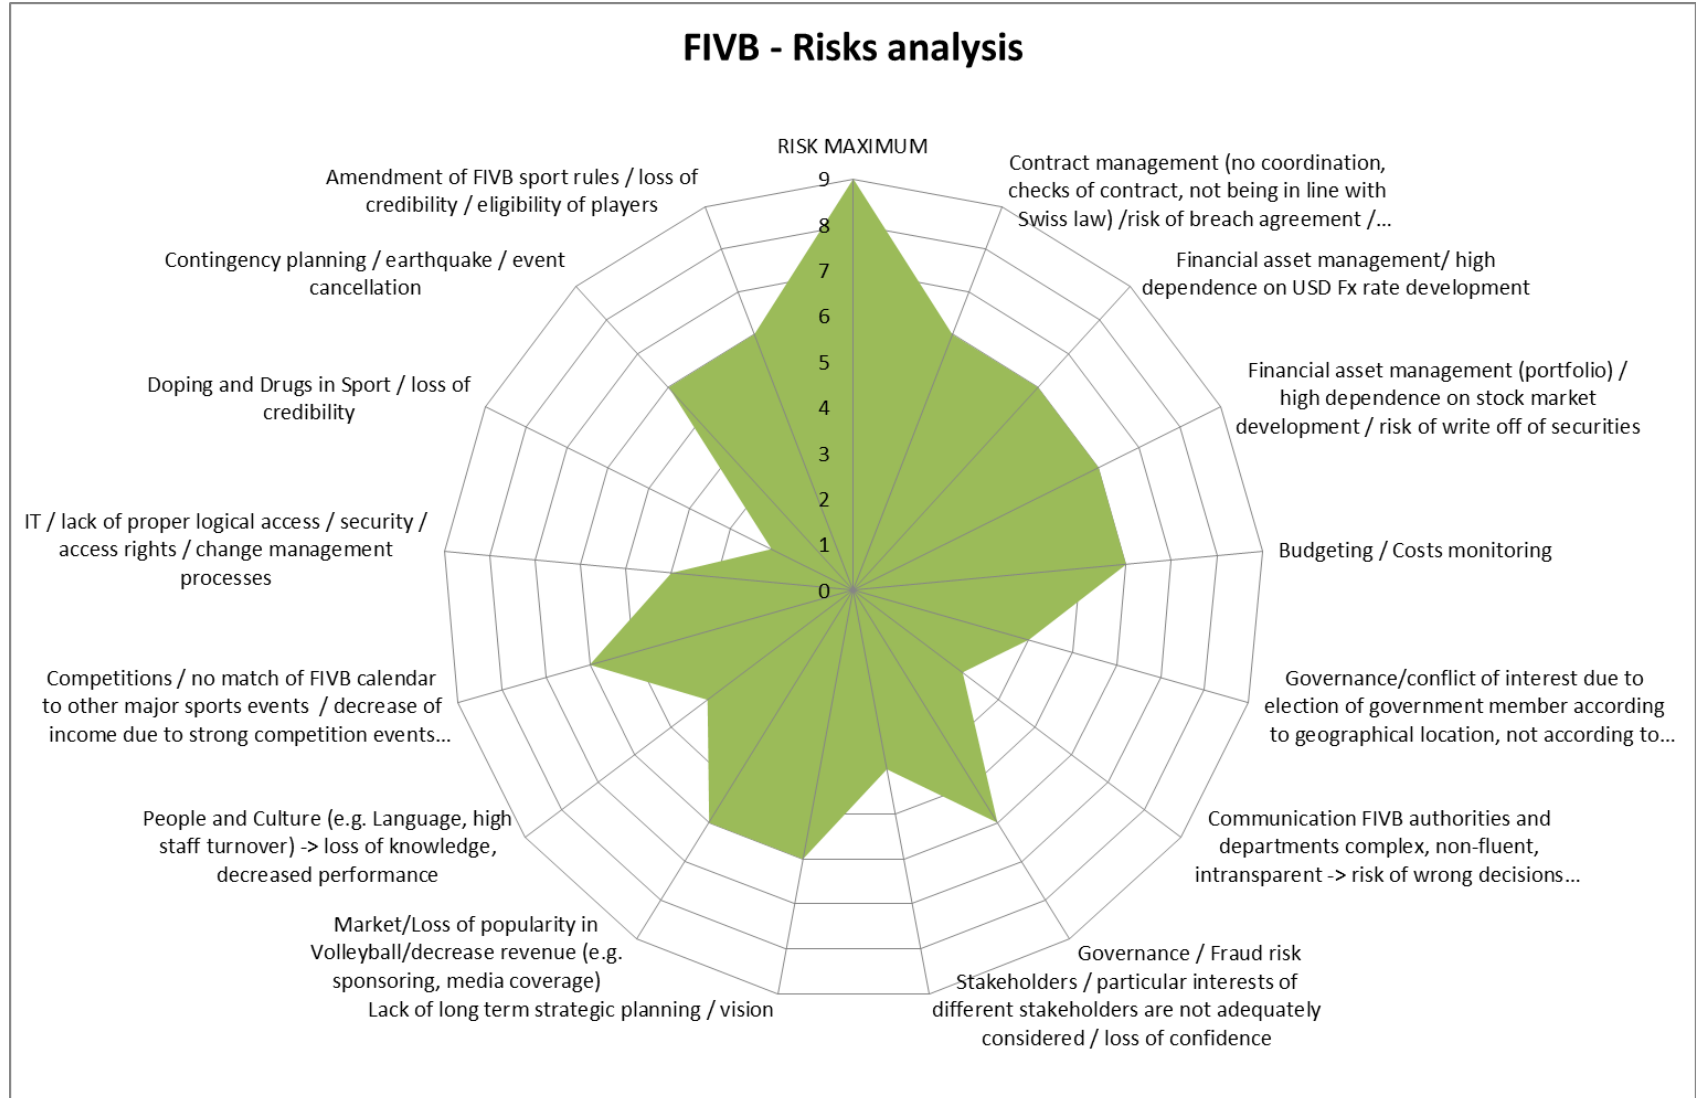 FIVB - Risks analysis
RISK MAXIMUM
Contract management (no coordination,
checks of contract, not being in line with
Swiss law) /risk of breach agreement /...
Financial asset management/ high
dependence on USD Fx rate development
Financial asset management (portfolio) /
high dependence on stock market
development / risk of write off of securities
Budgeting / Costs monitoring
Governance/conflict of interest due to
election of government member according
to geographical location, not according to...
Communication FIVB authorities and
departments complex, non-fluent,
intransparent -> risk of wrong decisions...
Governance / Fraud risk
Stakeholders / particular interests of
different stakeholders are not adequately
considered / loss of confidence
Lack of long term strategic planning / vision
Market/Loss of popularity in
Volleyball/decrease revenue (e.g.
sponsoring, media coverage)
People and Culture (e.g. Language, high
staff turnover) -> loss of knowledge,
decreased performance
Competitions / no match of FIVB calendar
to other major sports events / decrease of
income due to strong competition events...
IT / lack of proper logical access / security /
access rights / change management
processes
Doping and Drugs in Sport / loss of
credibility
Contingency planning / earthquake / event
cancellation
Amendment of FIVB sport rules / loss of
credibility / eligibility of players
9
8
7
6
5
4
3
2
1
0